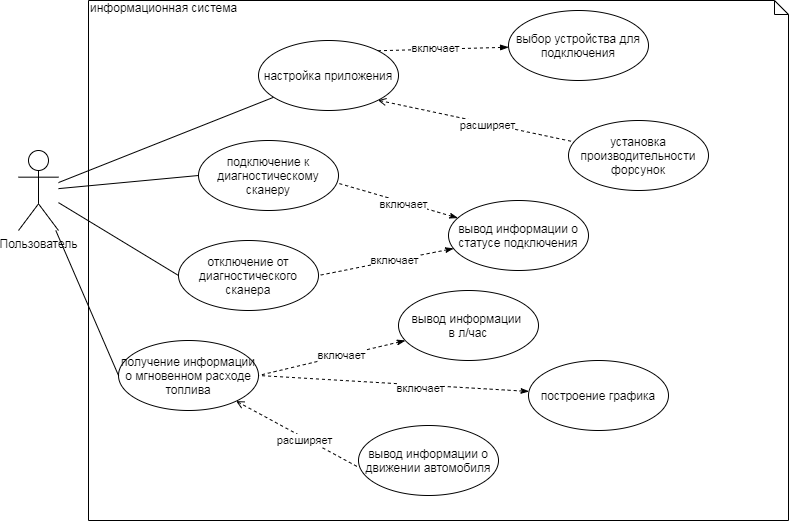 информационная система
выбор устройства для
подключения
включает
настройка приложения
расширяет
установка
производительности
форсунок
подключение к
диагностическому
сканеру
включает
вывод информации о
статусе подключения
Пользователь
отключение от
диагностического
сканера
включает
вывод информации
в л/час
включает
получение информации
о мгновенном расходе
топлива
включает
построение графика
расширяет
вывод информации о
движении автомобиля